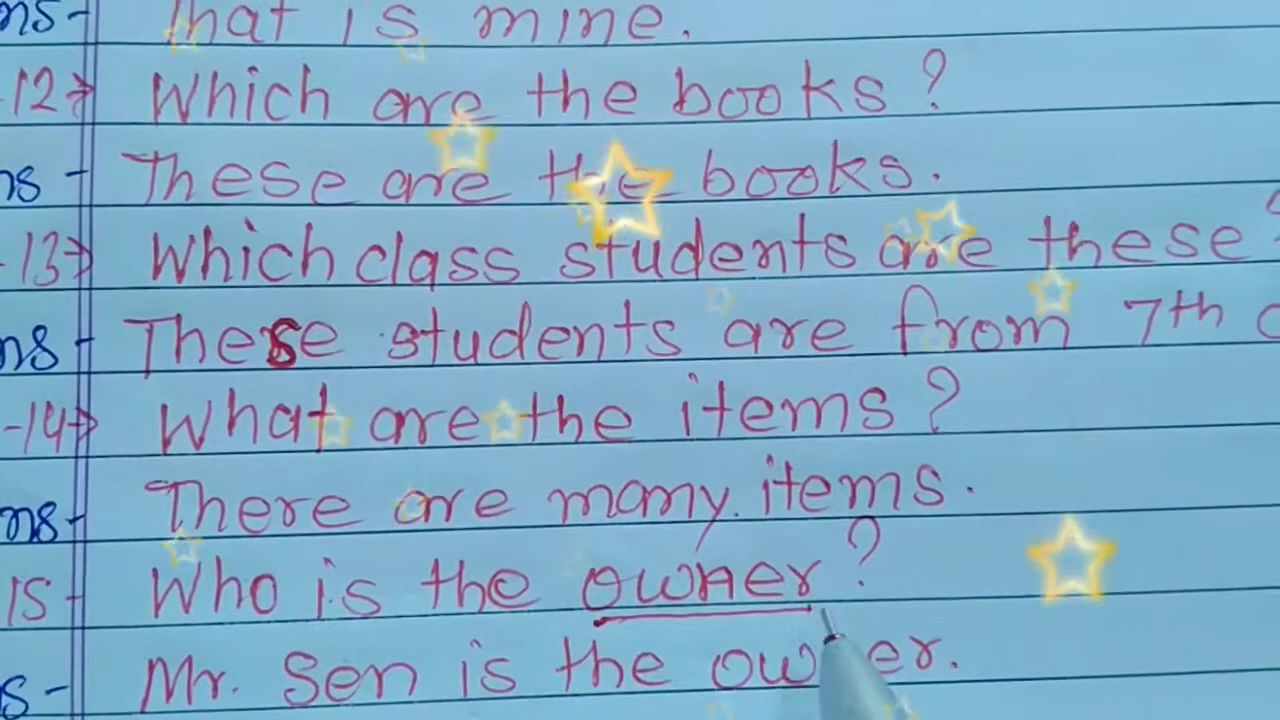 ns- That is mine.
12→ Which are the books?
ns - These are the books.
-13→ Which class students are these?
ns- These students are from 7th
-14→ What are the items?
ns- There are many items.
15- Who is the owner?
s- Mr. Sen is the owner.